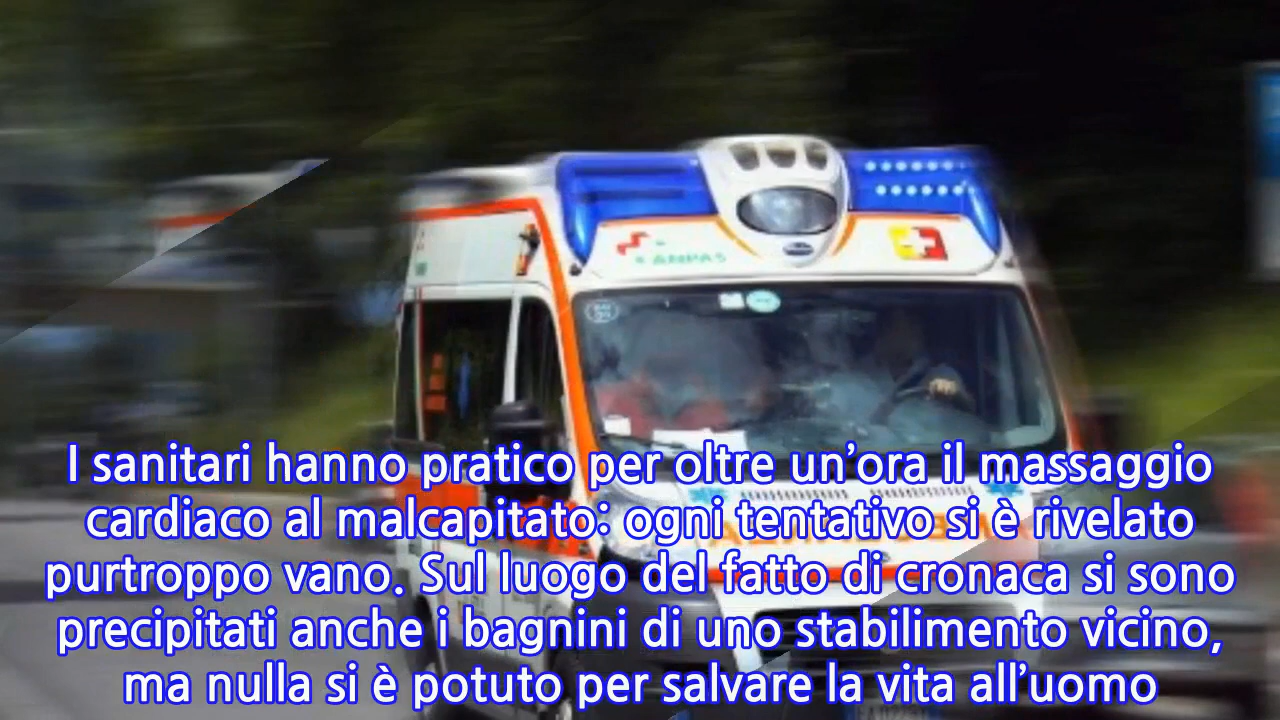 ANPAS
I sanitari hanno pratico per oltre un’ora il massaggio
cardiaco al malcapitato: ogni tentativo si è rivelato
purtroppo vano. Sul luogo del fatto di cronaca si sono
precipitati anche i bagnini di uno stabilimento vicino,
ma nulla si è potuto per salvare la vita all’uomo